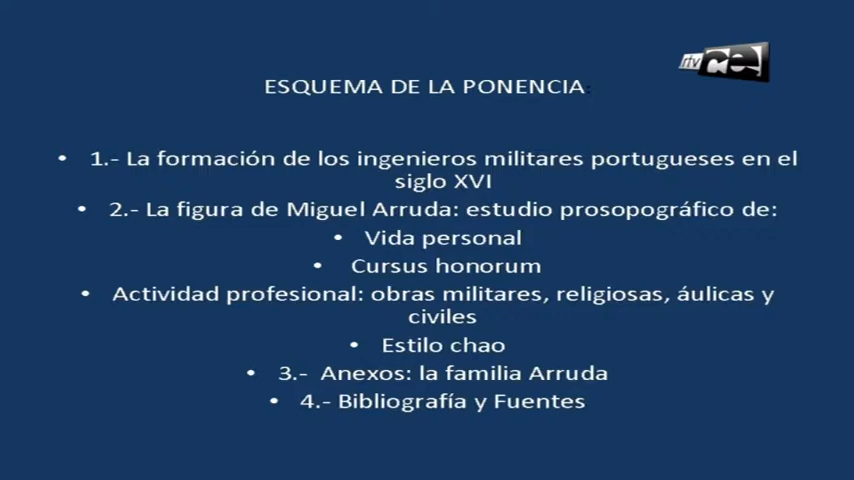 rtv ce
ESQUEMA DE LA PONENCIA:
• 1.- La formación de los ingenieros militares portugueses en el
siglo XVI
• 2.- La figura de Miguel Arruda: estudio prosopográfico de:
• Vida personal
• Cursus honorum
• Actividad profesional: obras militares, religiosas, áulicas y
civiles
• Estilo chao
• 3.- Anexos: la familia Arruda
• 4.- Bibliografía y Fuentes